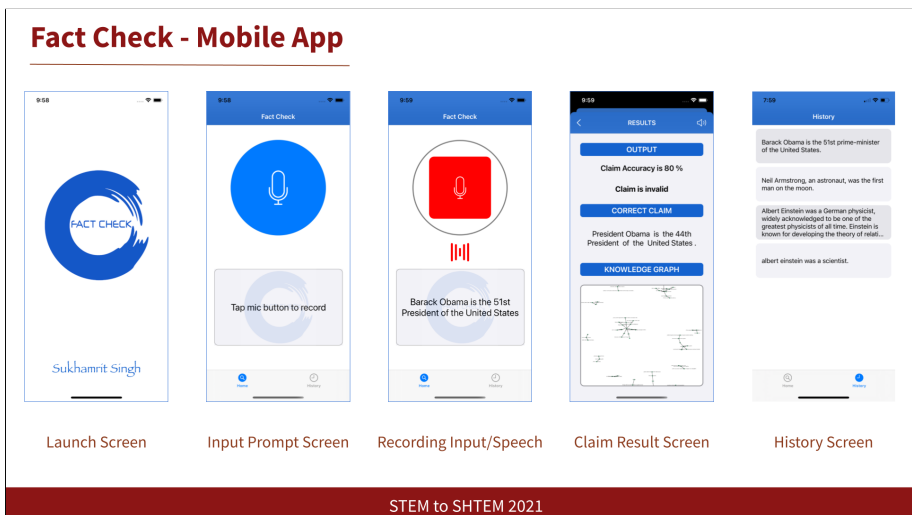 Fact Check - Mobile App
9:58
FACT CHECK
Sukhamrit Singh
Launch Screen
9:58
Fact Check
Tap mic button to record
Home
History
Input Prompt Screen
9:59
Fact Check
Barack Obama is the 51st
President of the United States
Home
History
Recording Input/Speech
9:59
RESULTS
OUTPUT
Claim Accuracy is 80 %
Claim is invalid
CORRECT CLAIM
President Obama is the 44th
President of the United States .
KNOWLEDGE GRAPH
Claim Result Screen
7:59
History
Barack Obama is the 51st prime-minister
of the United States.
Neil Armstrong, an astronaut, was the first
man on the moon.
Albert Einstein was a German physicist,
widely acknowledged to be one of the
greatest physicists of all time. Einstein is
known for developing the theory of relati...
albert einstein was a scientist.
Home
History
History Screen
STEM to SHTEM 2021